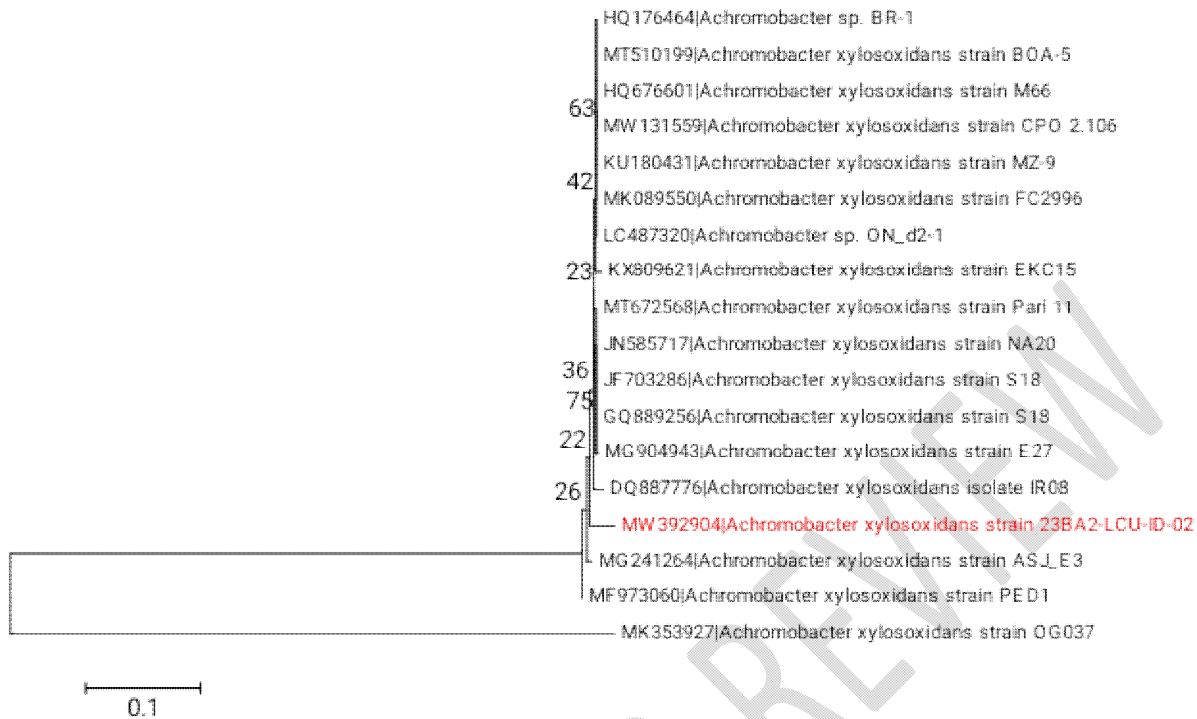 HQ176464|Achromobacter sp. BR-1
MT510199|Achromobacter xylosoxidans strain BOA-5
HQ676601|Achromobacter xylosoxidans strain M66
63
MW131559|Achromobacter xylosoxidans strain CPO 2.106
KU180431|Achromobacter xylosoxidans strain MZ-9
42
MK089550|Achromobacter xylosoxidans strain FC2996
LC487320|Achromobacter sp. ON_d2-1
23
KX809621|Achromobacter xylosoxidans strain EKC15
MT672568|Achromobacter xylosoxidans strain Pari 11
JN585717|Achromobacter xylosoxidans strain NA20
36
JF703286|Achromobacter xylosoxidans strain S18
75
GQ889256|Achromobacter xylosoxidans strain S18
22
MG904943|Achromobacter xylosoxidans strain E27
26
DQ887776|Achromobacter xylosoxidans isolate IR08
MW392904|Achromobacter xylosoxidans strain 23BA2-LCU-ID-02
MG241264|Achromobacter xylosoxidans strain ASJ_E3
MF973060|Achromobacter xylosoxidans strain PED1
MK353927|Achromobacter xylosoxidans strain OG037
0.1
REVIEW